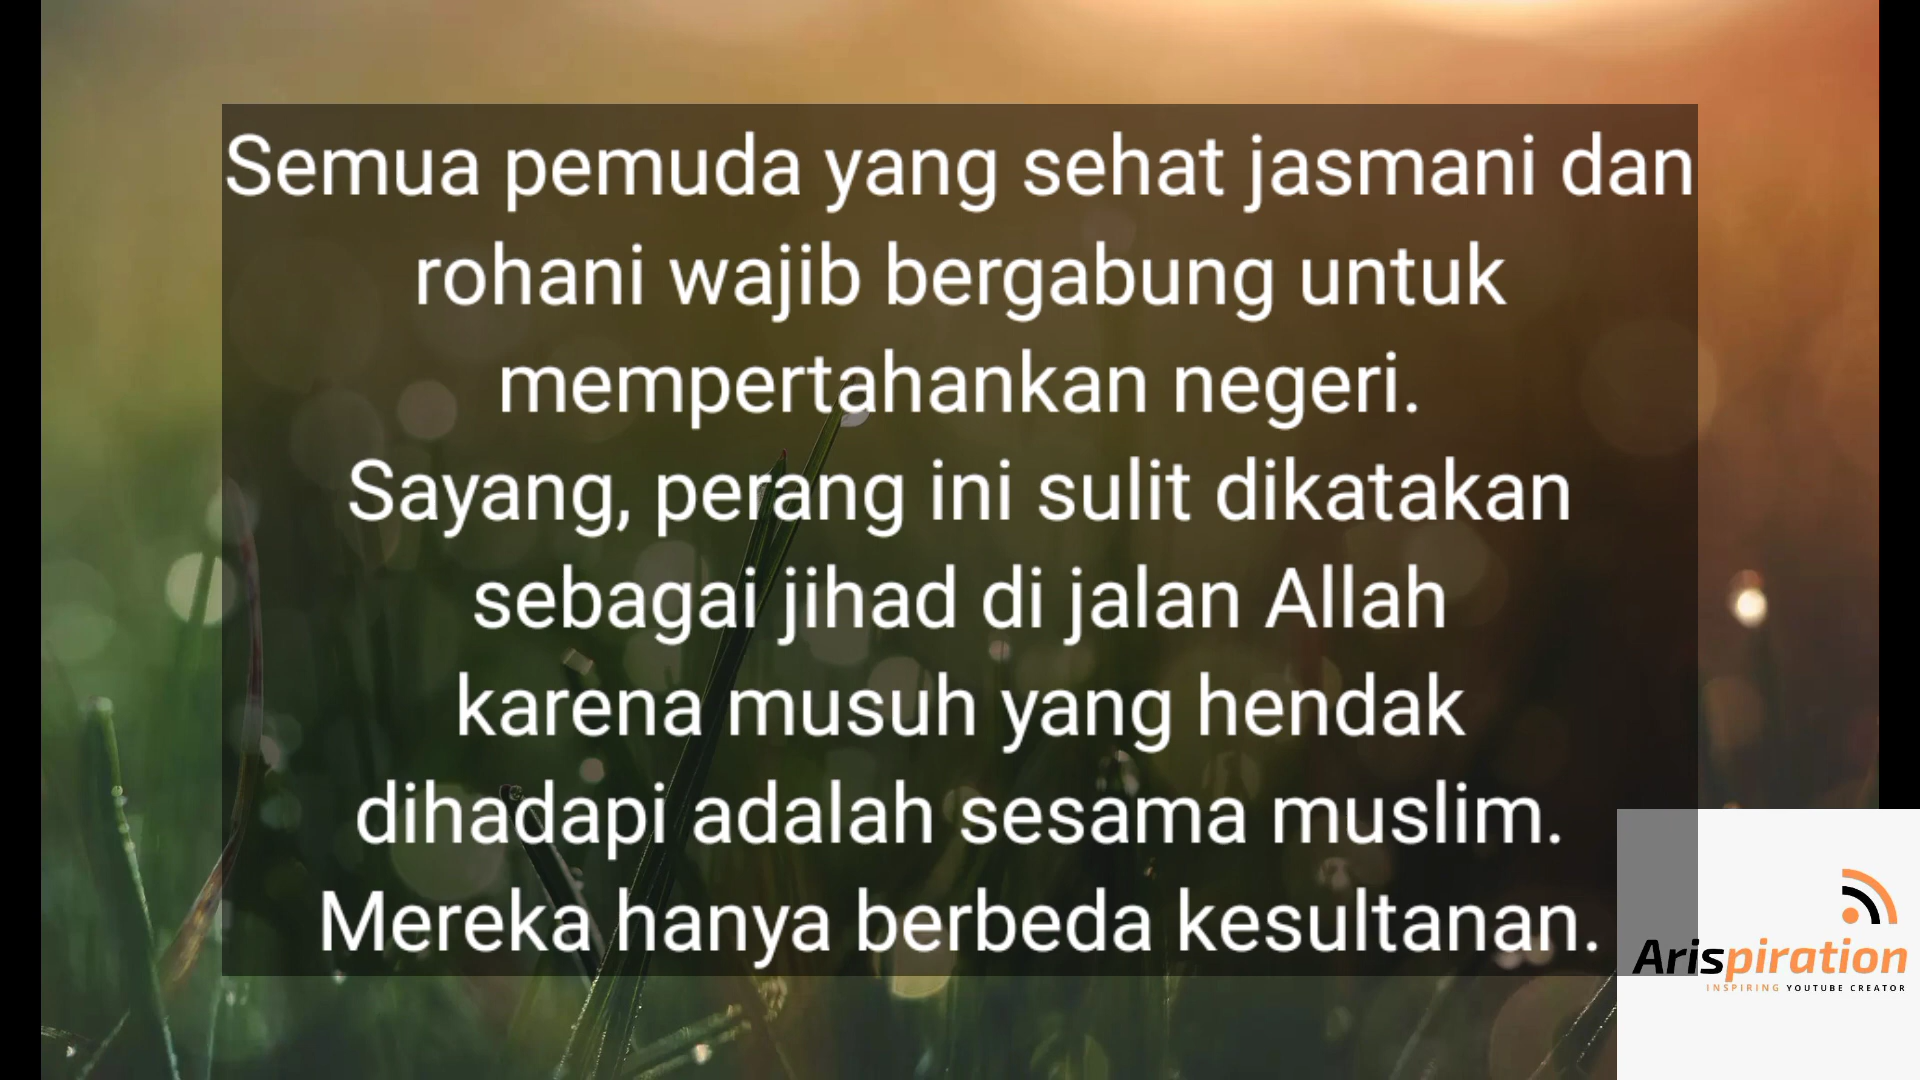 Semua pemuda yang sehat jasmani dan
rohani wajib bergabung untuk
mempertahankan negeri.
Sayang, perang ini sulit dikatakan
sebagai jihad di jalan Allah
karena musuh yang hendak
dihadapi adalah sesama muslim.
Mereka hanya berbeda kesultanan.
Arispiration
INSPIRING YOUTUBE CREATOR